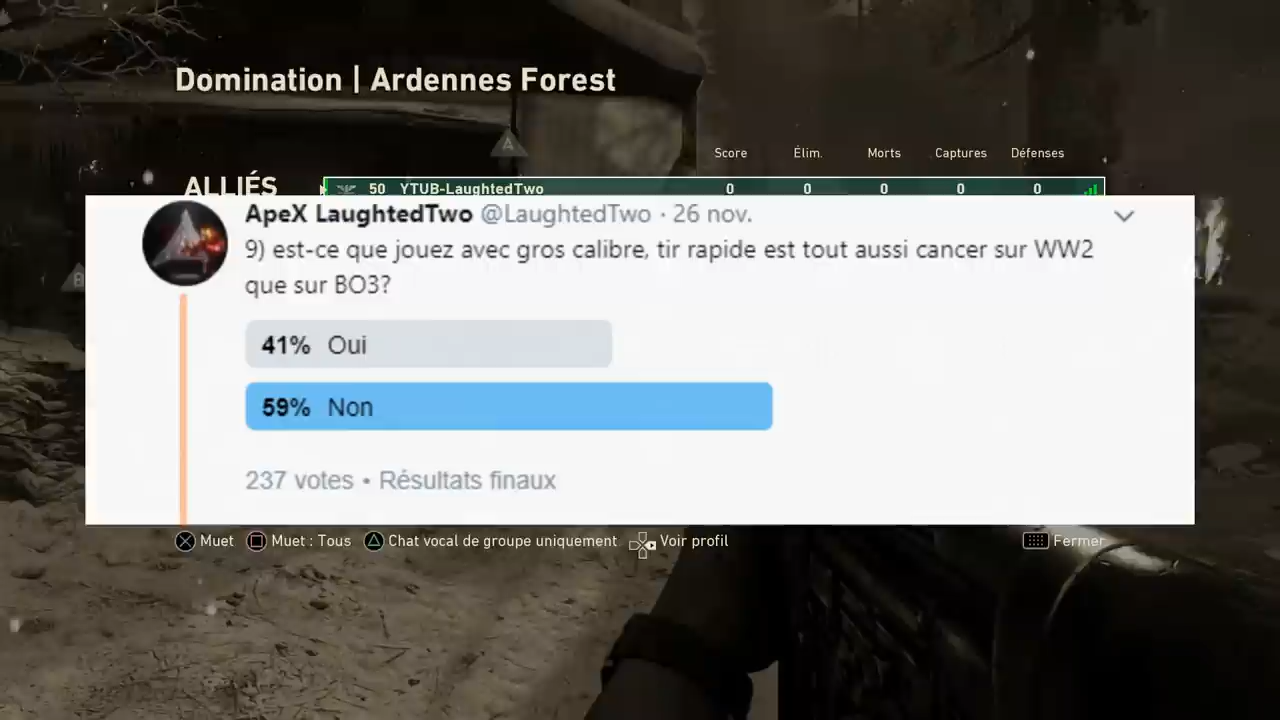 Domination | Ardennes Forest
A
Score Élim. Morts Captures Défenses
ALLIÉS
50 YTUB-LaughtedTwo 0 0 0 0 0
ApeX LaughtedTwo @LaughtedTwo · 26 nov.
B
9) est-ce que jouez avec gros calibre, tir rapide est tout aussi cancer sur WW2
que sur BO3?
41% Oui
59% Non
237 votes • Résultats finaux
Muet Muet : Tous Chat vocal de groupe uniquement Voir profil Fermer